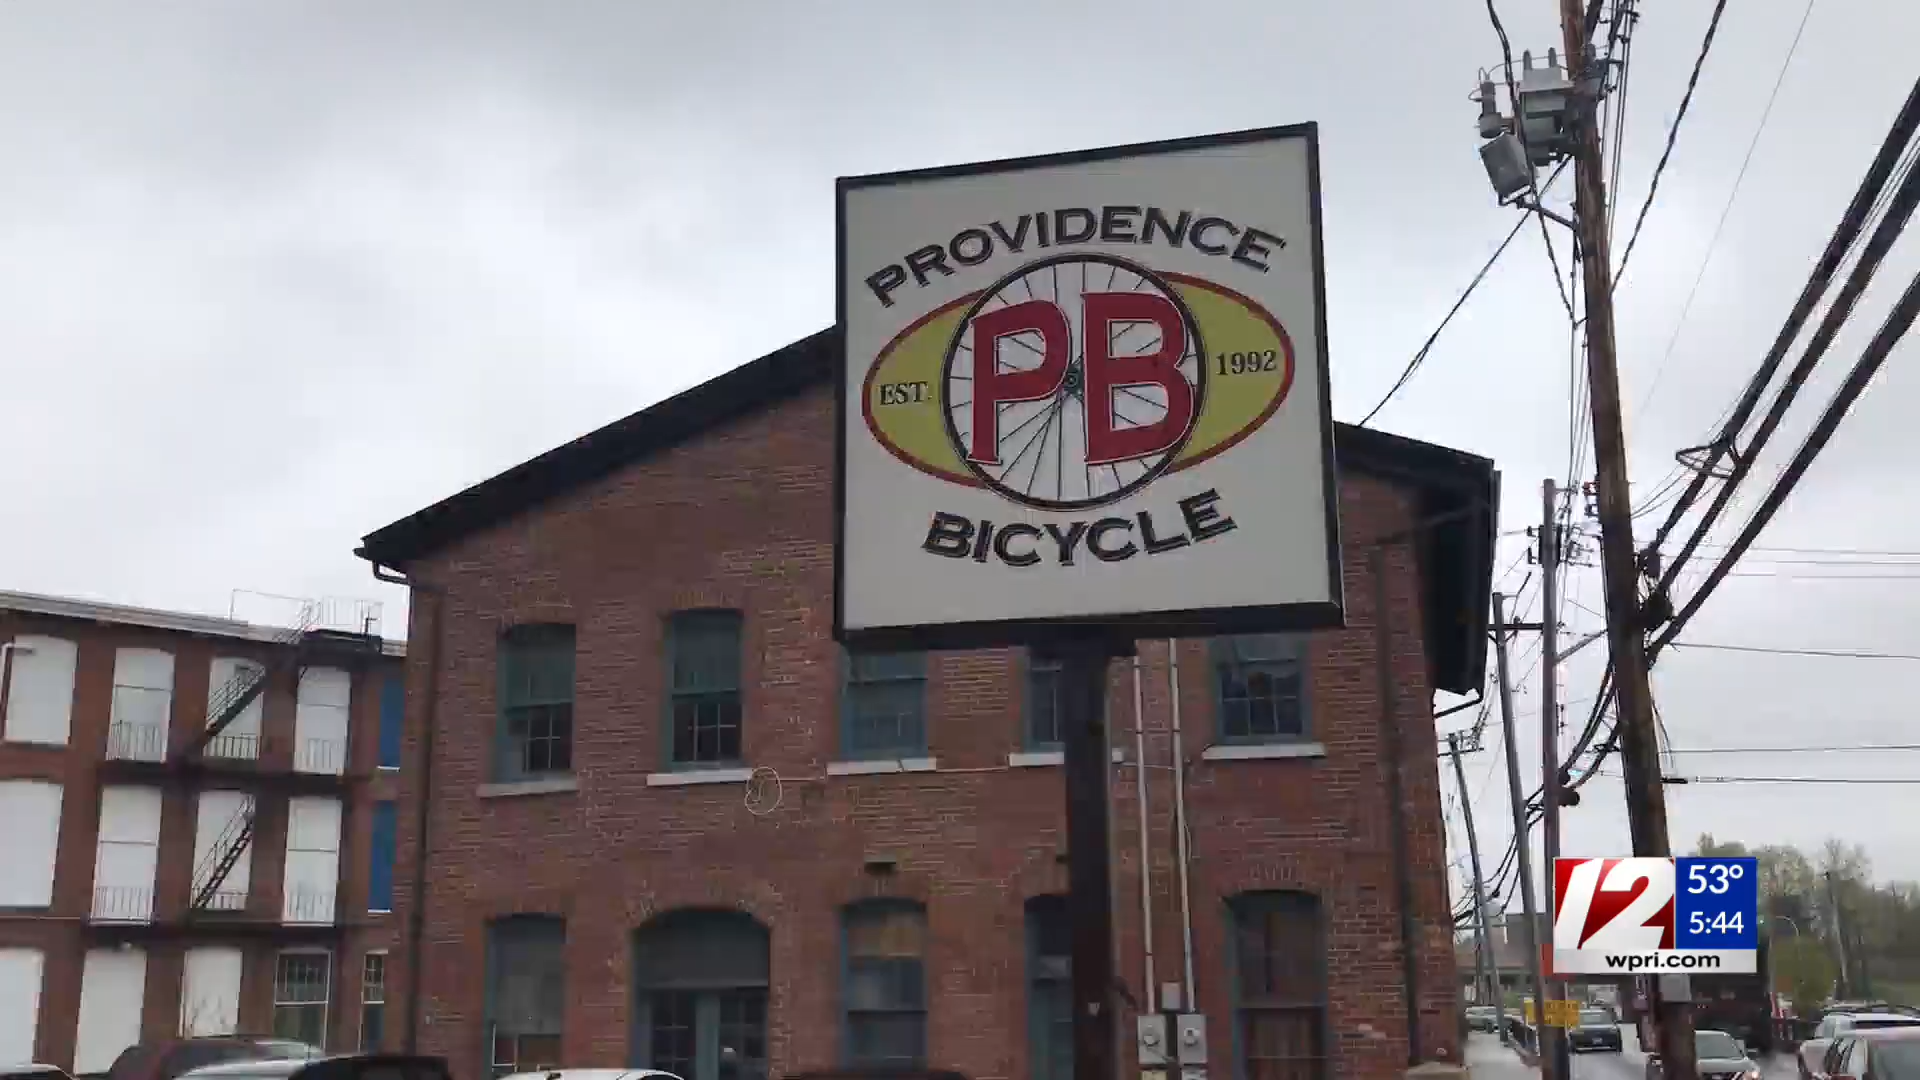 PROVIDENCE
EST. PB 1992
BICYCLE
12 53°
5:44
wpri.com